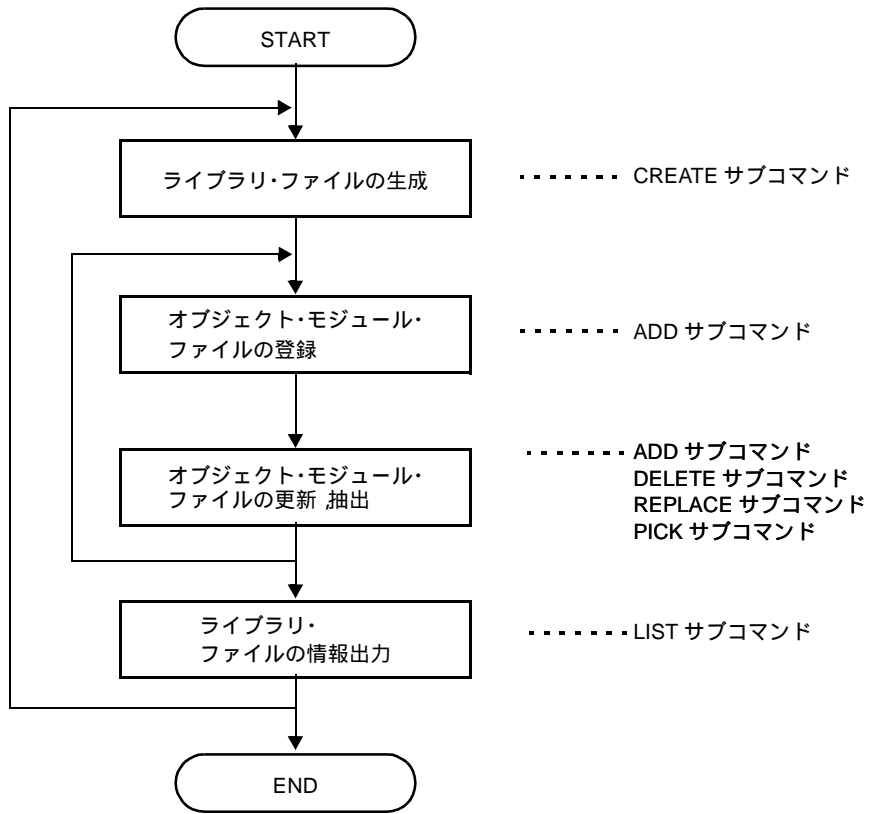 START
ライブラリ・ファイルの生成
CREATE サブコマンド
オブジェクト・モジュール・
ファイルの登録
ADD サブコマンド
オブジェクト・モジュール・
ファイルの更新,抽出
ADD サブコマンド
DELETE サブコマンド
REPLACE サブコマンド
PICK サブコマンド
ライブラリ・
ファイルの情報出力
LIST サブコマンド
END